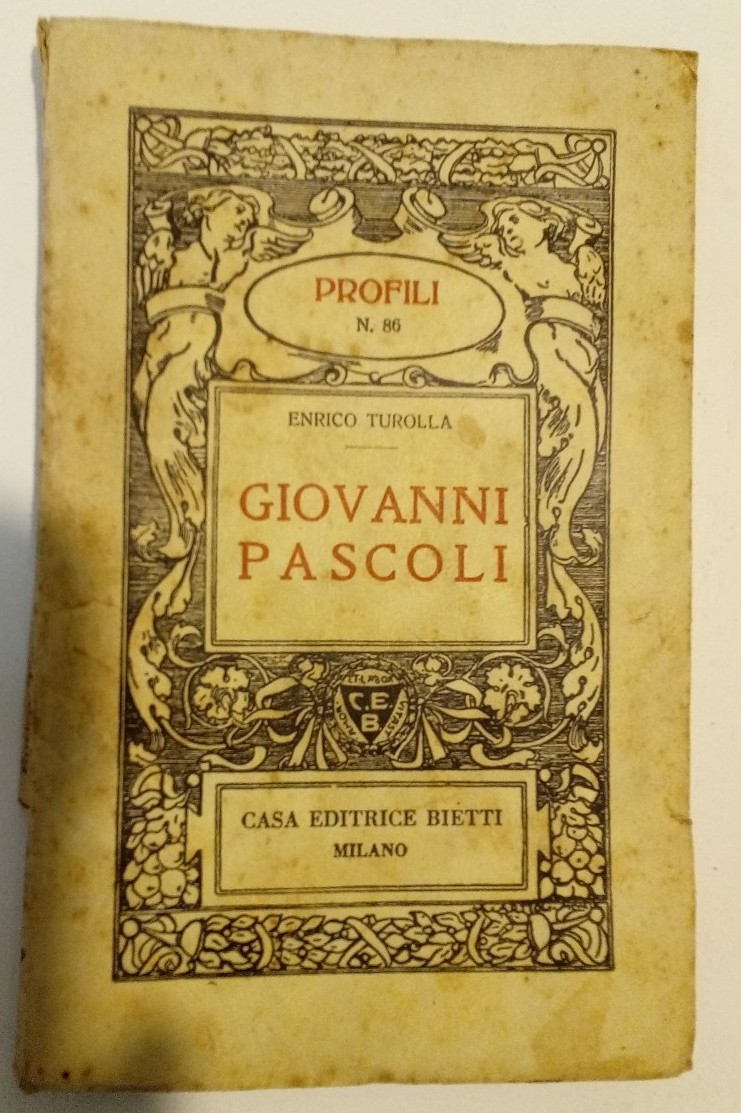 PROFILI
N. 86
ENRICO TUROLLA
GIOVANNI
PASCOLI
C.E.
B
CASA EDITRICE BIETTI
MILANO